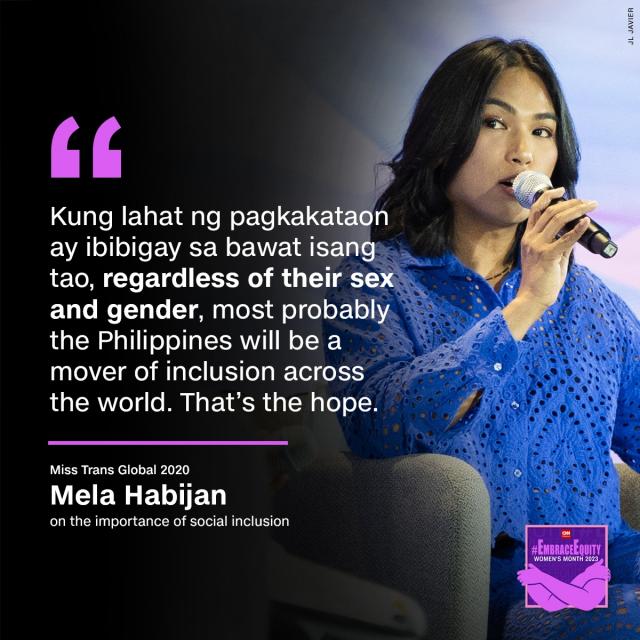 JL JAVIER
“
Kung lahat ng pagkakataon
ay ibibigay sa bawat isang
tao, regardless of their sex
and gender, most probably
the Philippines will be a
mover of inclusion across
the world. That’s the hope.
Miss Trans Global 2020
Mela Habijan
on the importance of social inclusion
CNN
#EMBRACEEQUITY
WOMEN'S MONTH 2023